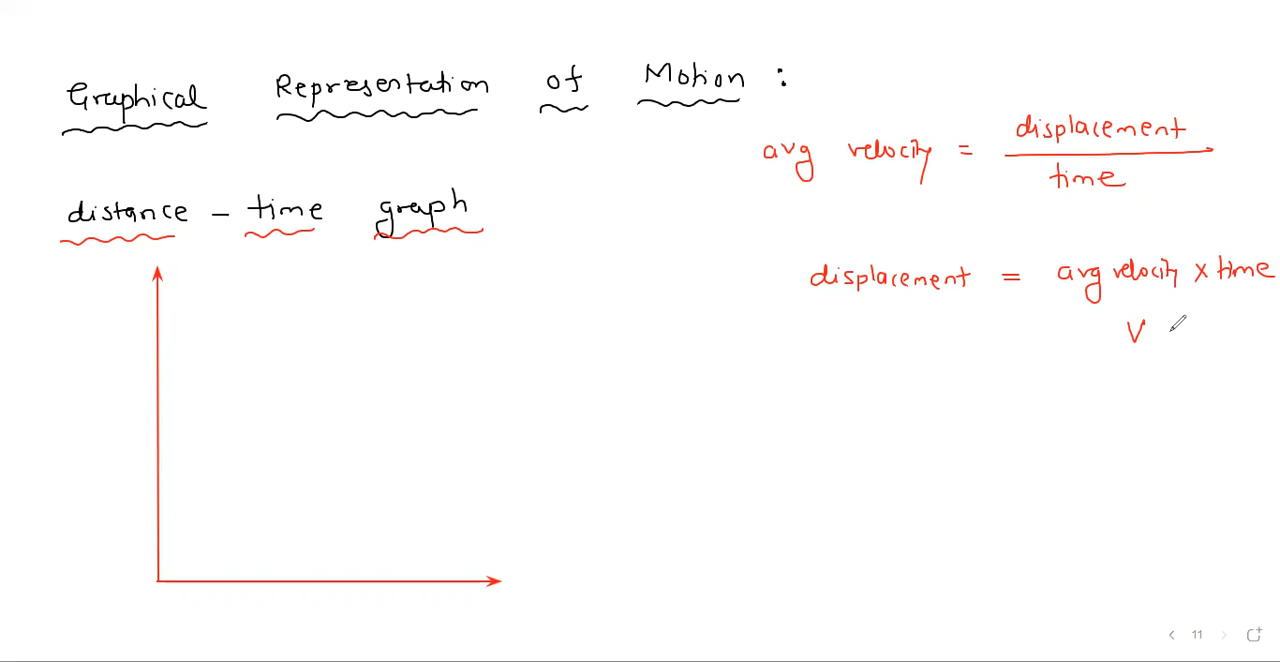 Graphical Representation of Motion :
avg velocity = displacement / time
distance - time graph
displacement = avg velocity x time
V
11